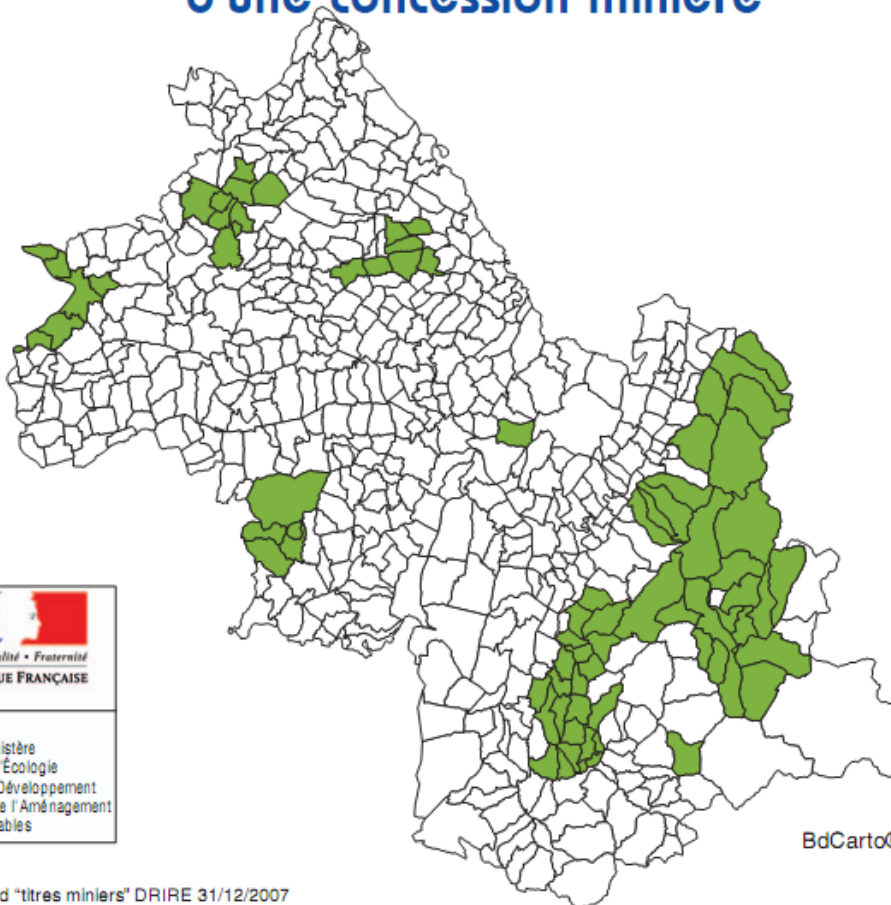 d'une concession minière
alité • Fraternité
UE FRANÇAISE
istère
'Écologie
Développement
e l'Aménagement
ables
BdCarto©
d "titres miniers" DRIRE 31/12/2007